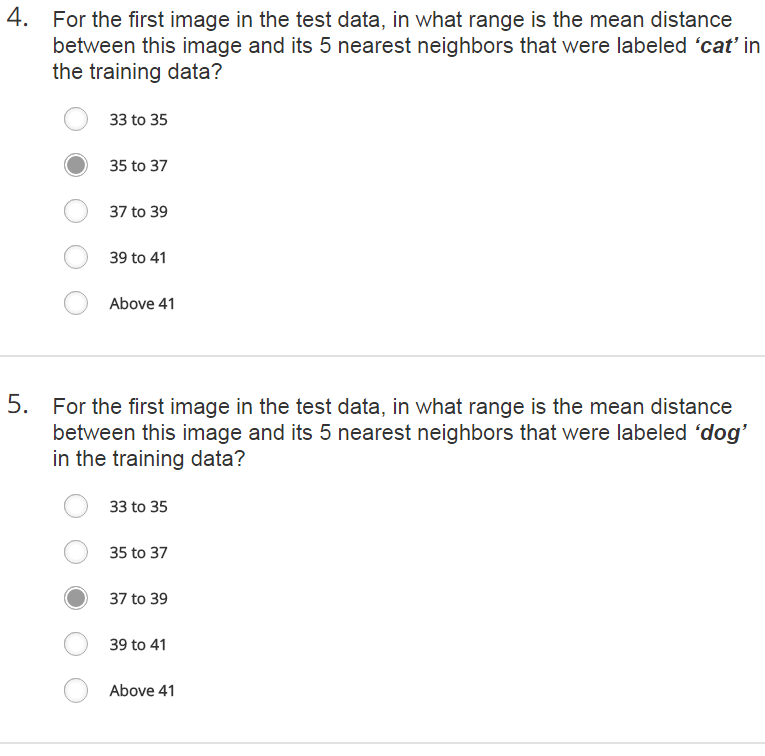 4. For the first image in the test data, in what range is the mean distance
between this image and its 5 nearest neighbors that were labeled ‘cat’ in
the training data?
33 to 35
35 to 37
37 to 39
39 to 41
Above 41
5. For the first image in the test data, in what range is the mean distance
between this image and its 5 nearest neighbors that were labeled ‘dog’
in the training data?
33 to 35
35 to 37
37 to 39
39 to 41
Above 41